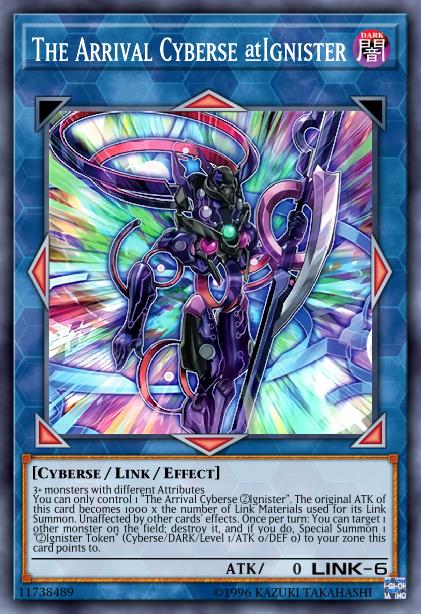 THE ARRIVAL CYBERSE @IGNISTER
DARK
闇
[CYBERSE / LINK / EFFECT]
3+ monsters with different Attributes
You can only control 1 "The Arrival Cyberse @Ignister". The original ATK of
this card becomes 1000 x the number of Link Materials used for its Link
Summon. Unaffected by other cards' effects. Once per turn: You can target 1
other monster on the field; destroy it, and if you do, Special Summon 1
"@Ignister Token" (Cyberse/DARK/Level 1/ATK 0/DEF 0) to your zone this
card points to.
ATK/ 0 LINK-6
11738489
©1996 KAZUKI TAKAHASHI